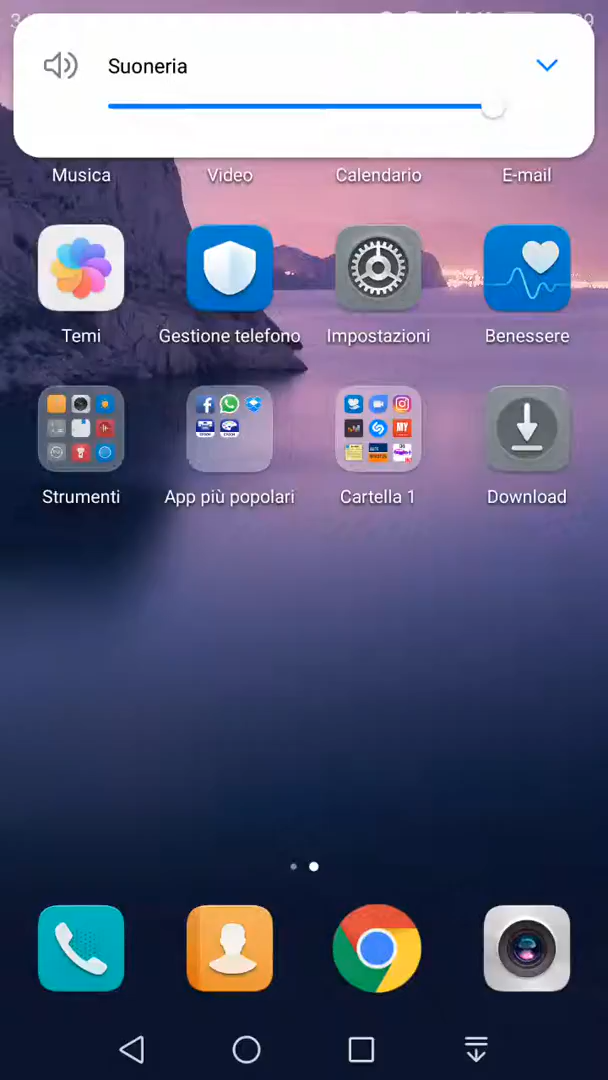 Suoneria
Musica Video Calendario E-mail
Temi Gestione telefono Impostazioni Benessere
Strumenti App più popolari Cartella 1 Download